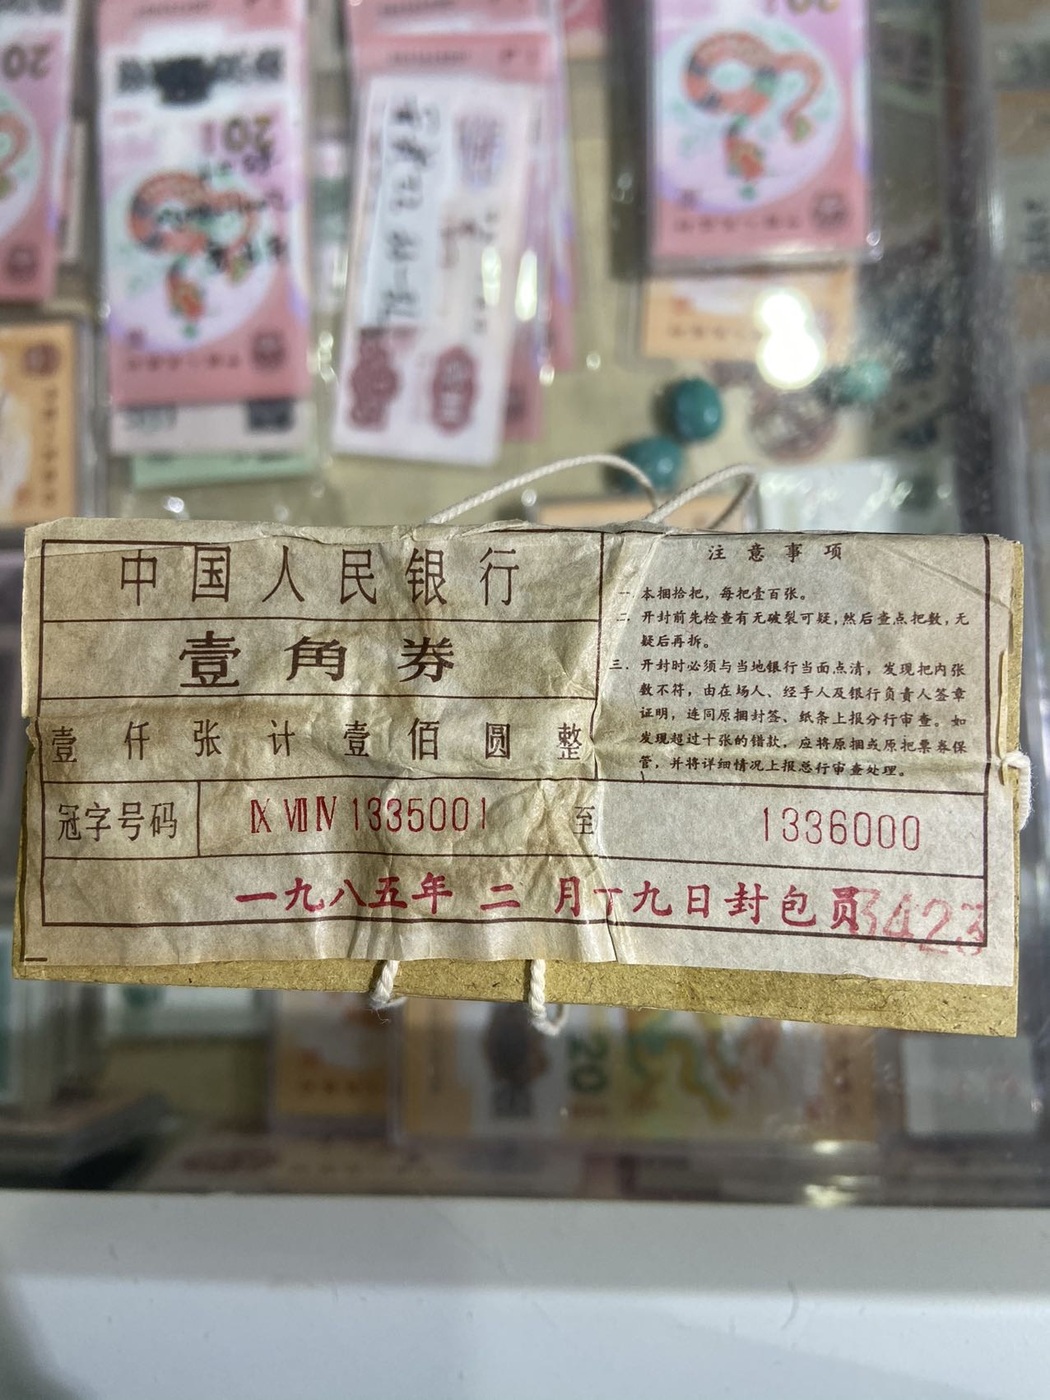 中国人民银行
壹角券
壹仟张计壹佰圆整
冠字号码 ⅨⅧⅣ 1335001 至 1336000
一九八五年 二 月丁九日封包员3423
注意事项
一. 本捆拾把，每把壹百张。
二. 开封前先检查有无破裂可疑，然后查点把数，无
疑后再拆。
三. 开封时必须与当地银行当面点清，发现把内张
数不符，由在场人、经手人及银行负责人签章
证明，连同原捆封签、纸条上报分行审查。如
发现超过十张的错款，应将原捆或原把票券保
管，并将详细情况上报总行审查处理。
20
20